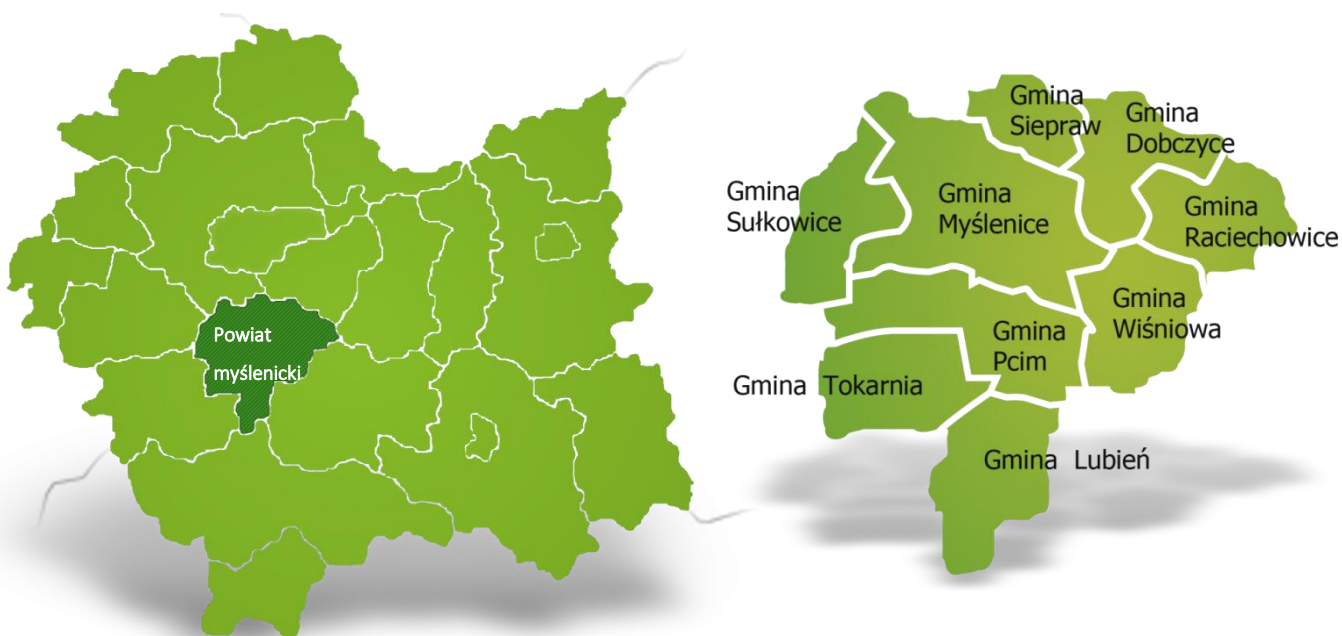 Powiat
myślenicki
Gmina
Siepraw
Gmina
Dobczyce
Gmina
Sułkowice
Gmina
Myślenice
Gmina
Raciechowice
Gmina
Wiśniowa
Gmina
Pcim
Gmina Tokarnia
Gmina Lubień